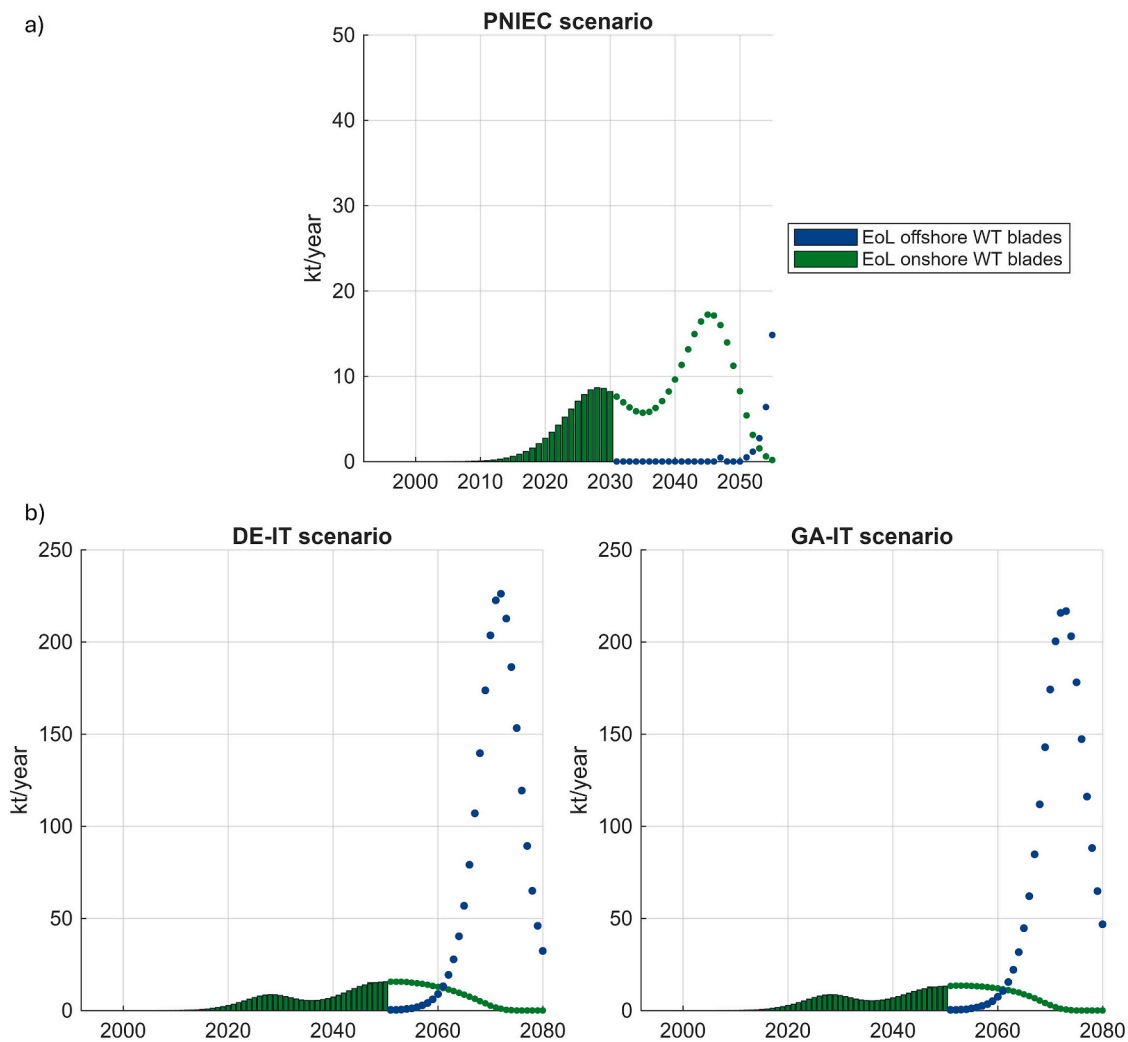 a)
PNIEC scenario
50
40
30
20
10
0
kt/year
2000 2010 2020 2030 2040 2050
EoL offshore WT blades
EoL onshore WT blades
b)
DE-IT scenario
250
200
150
100
50
0
kt/year
2000 2020 2040 2060 2080
GA-IT scenario
250
200
150
100
50
0
kt/year
2000 2020 2040 2060 2080